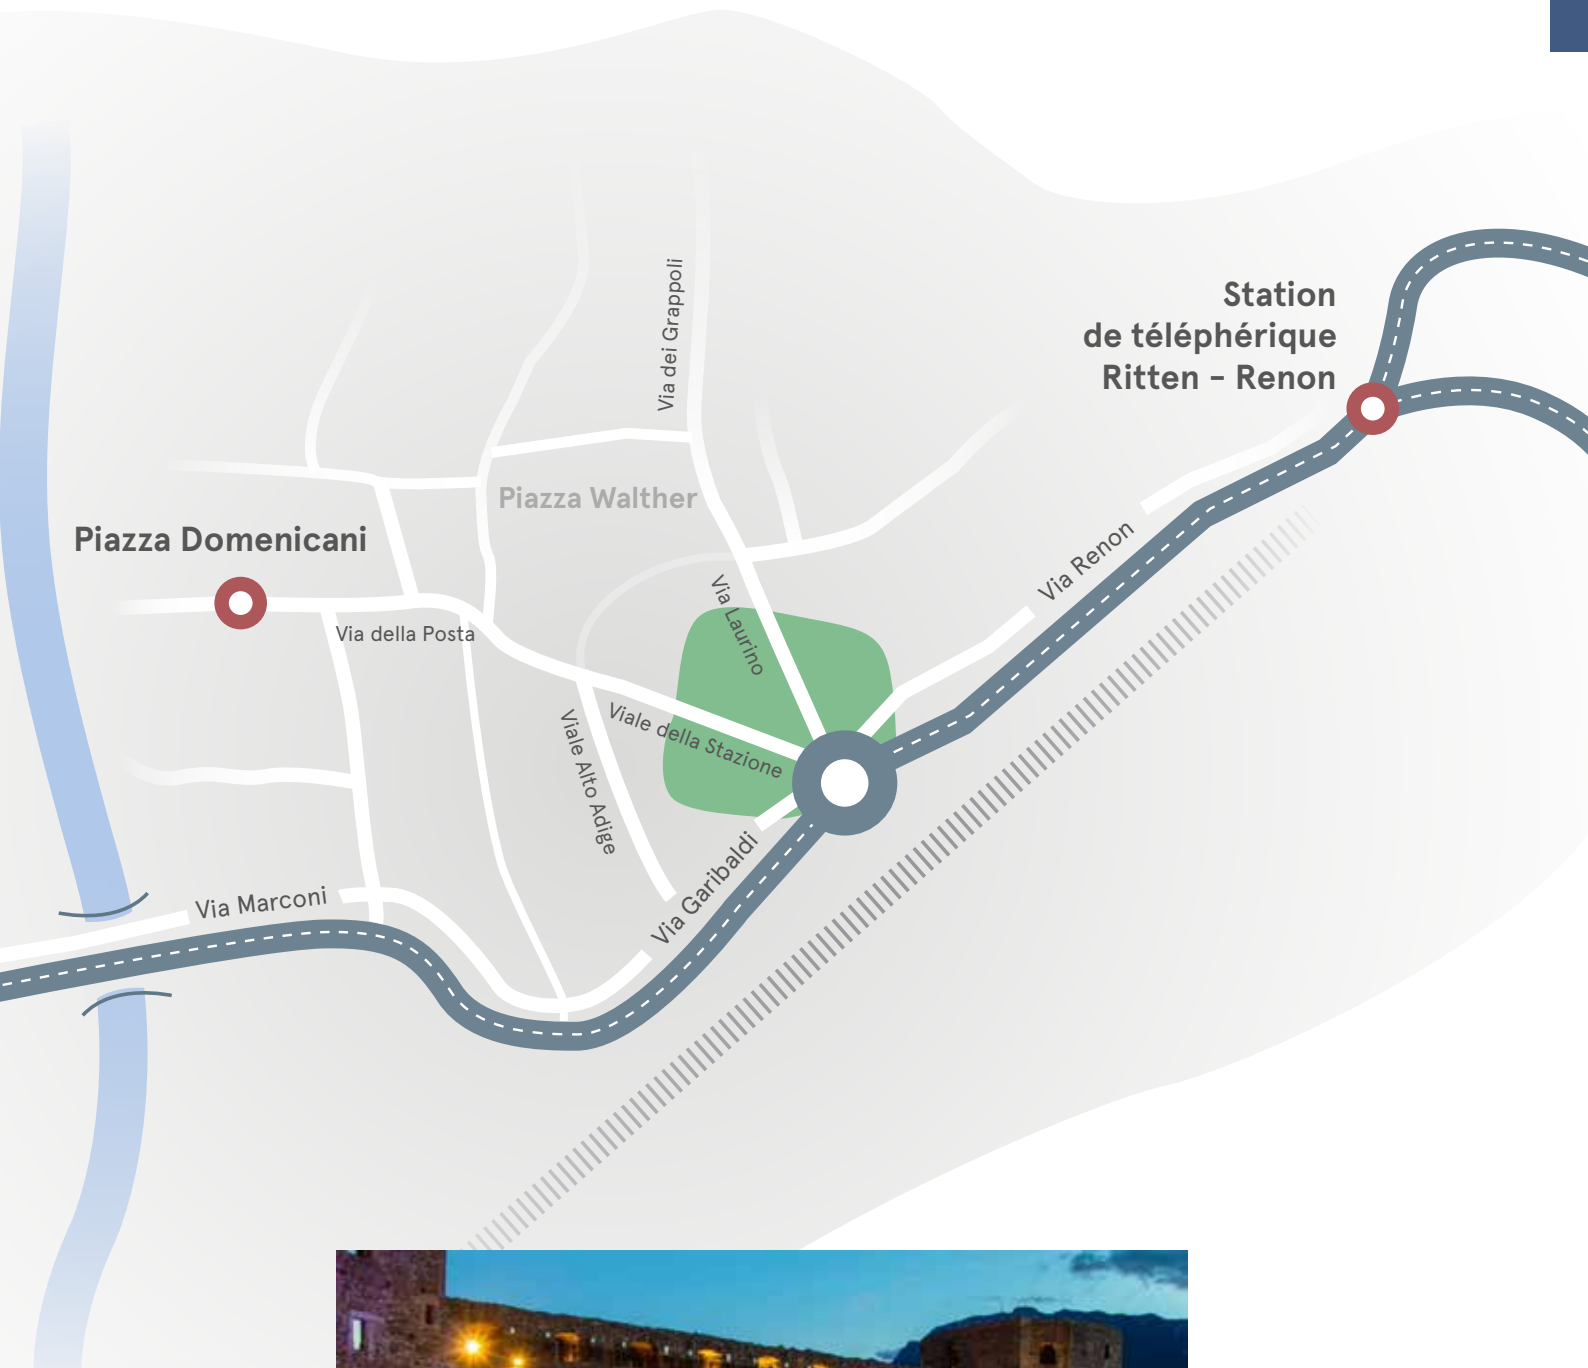 Via dei Grappoli
Station
de téléphérique
Ritten - Renon
Piazza Walther
Piazza Domenicani
Via Renon
Via Laurino
Via della Posta
Viale della Stazione
Viale Alto Adige
Via Garibaldi
Via Marconi